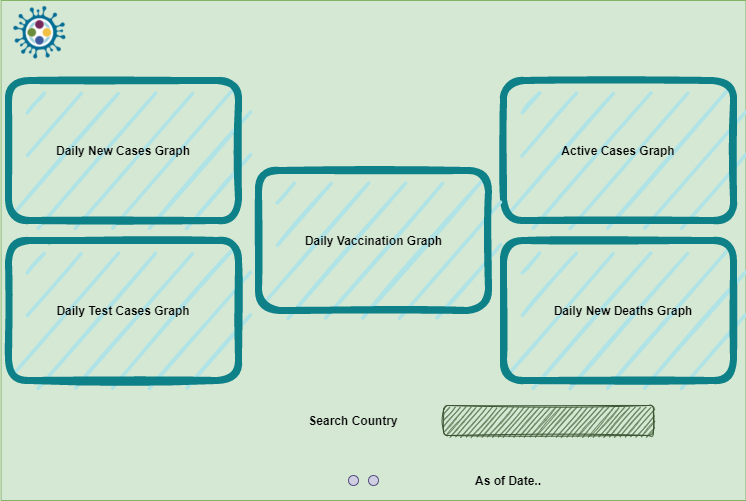 Daily New Cases Graph
Active Cases Graph
Daily Vaccination Graph
Daily Test Cases Graph
Daily New Deaths Graph
Search Country
As of Date..